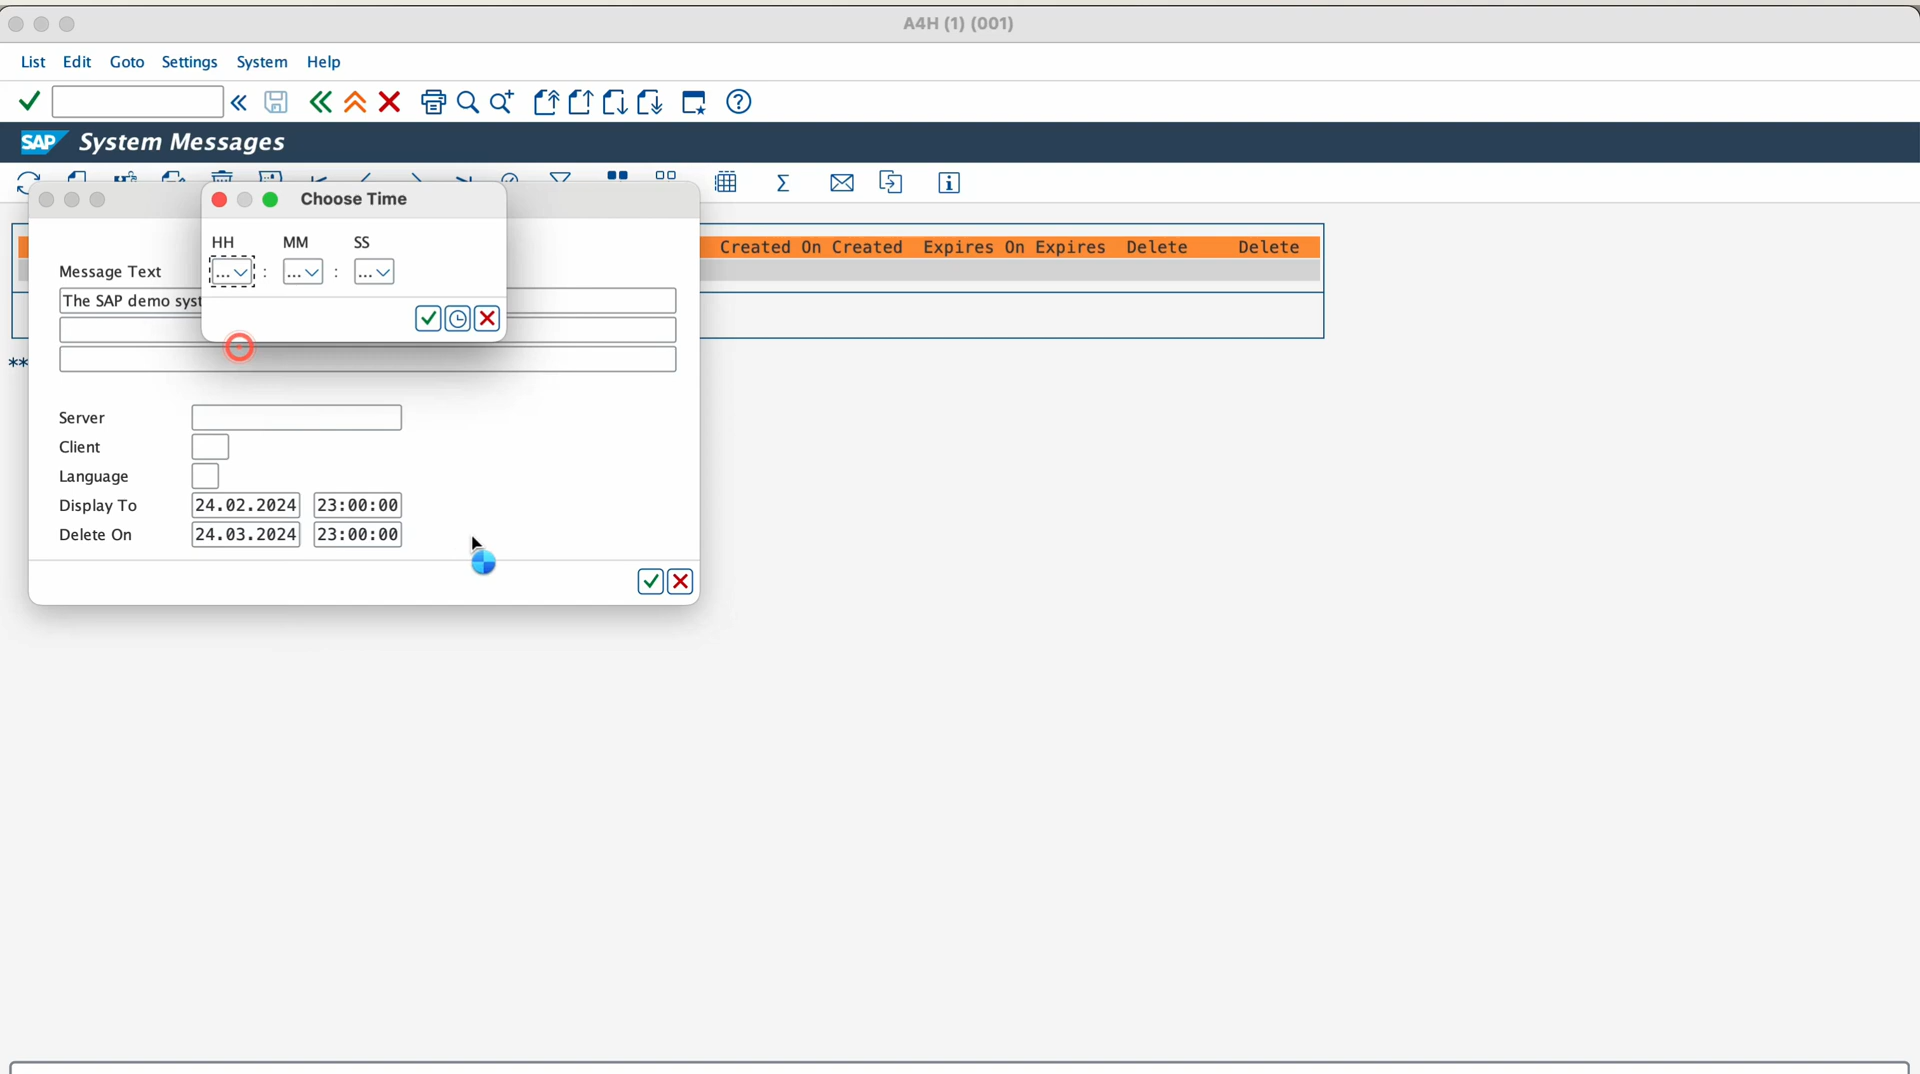 A4H (1) (001)
List Edit Goto Settings System Help
SAP System Messages
Choose Time
HH MM SS
... : ... : ...
Created On Created Expires On Expires Delete Delete
Message Text
The SAP demo syst
**
Server
Client
Language
Display To 24.02.2024 23:00:00
Delete On 24.03.2024 23:00:00